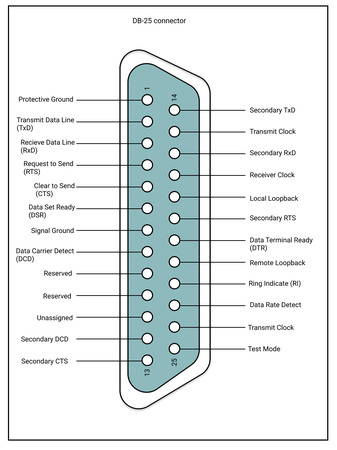 DB-25 connector
1
14
Protective Ground
Transmit Data Line
(TxD)
Recieve Data Line
(RxD)
Request to Send
(RTS)
Clear to Send
(CTS)
Data Set Ready
(DSR)
Signal Ground
Data Carrier Detect
(DCD)
Reserved
Reserved
Unassigned
Secondary DCD
Secondary CTS
Secondary TxD
Transmit Clock
Secondary RxD
Receiver Clock
Local Loopback
Secondary RTS
Data Terminal Ready
(DTR)
Remote Loopback
Ring Indicate (RI)
Data Rate Detect
Transmit Clock
Test Mode
13
25